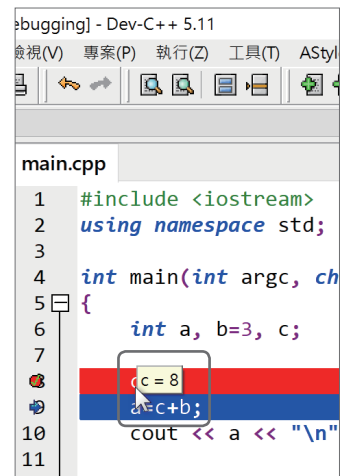 ebugging] - Dev-C++ 5.11
檢視(V) 專案(P) 執行(Z) 工具(T) AStyl
main.cpp
1 #include <iostream>
2 using namespace std;
3
4 int main(int argc, ch
5 {
6 int a, b=3, c;
7
c = 8
a=c+b;
10 cout << a << "\n"
11